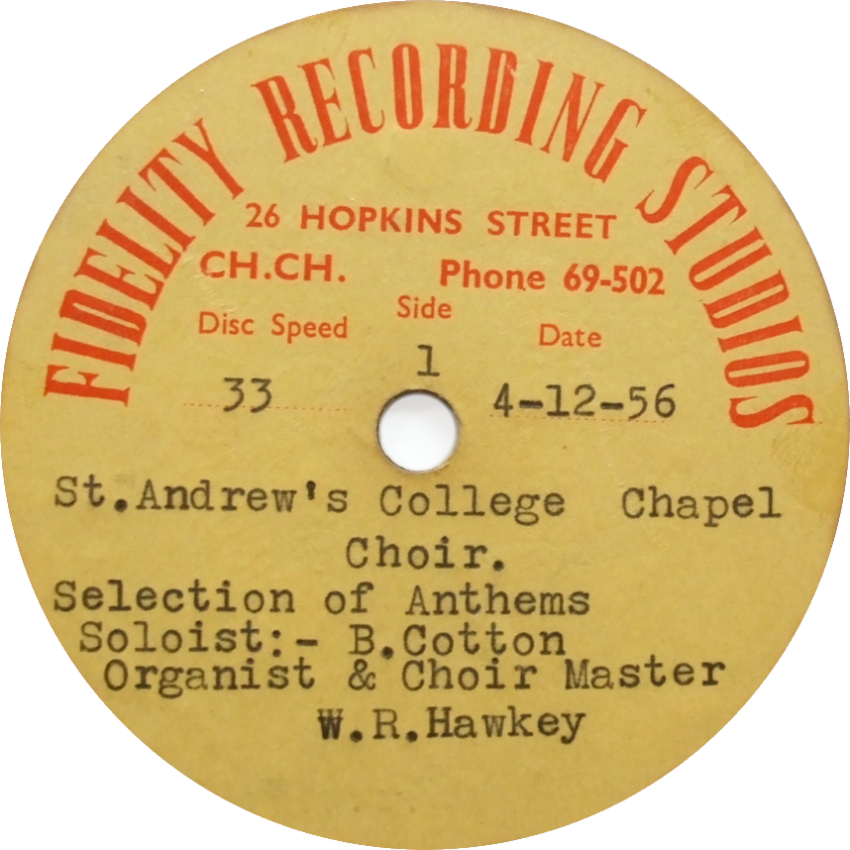 FIDELITY RECORDING STUDIOS
26 HOPKINS STREET
CH.CH. Phone 69-502
Disc Speed Side Date
33 1 4-12-56
St.Andrew's College Chapel
Choir.
Selection of Anthems
Soloist:- B.Cotton
Organist & Choir Master
W.R.Hawkey